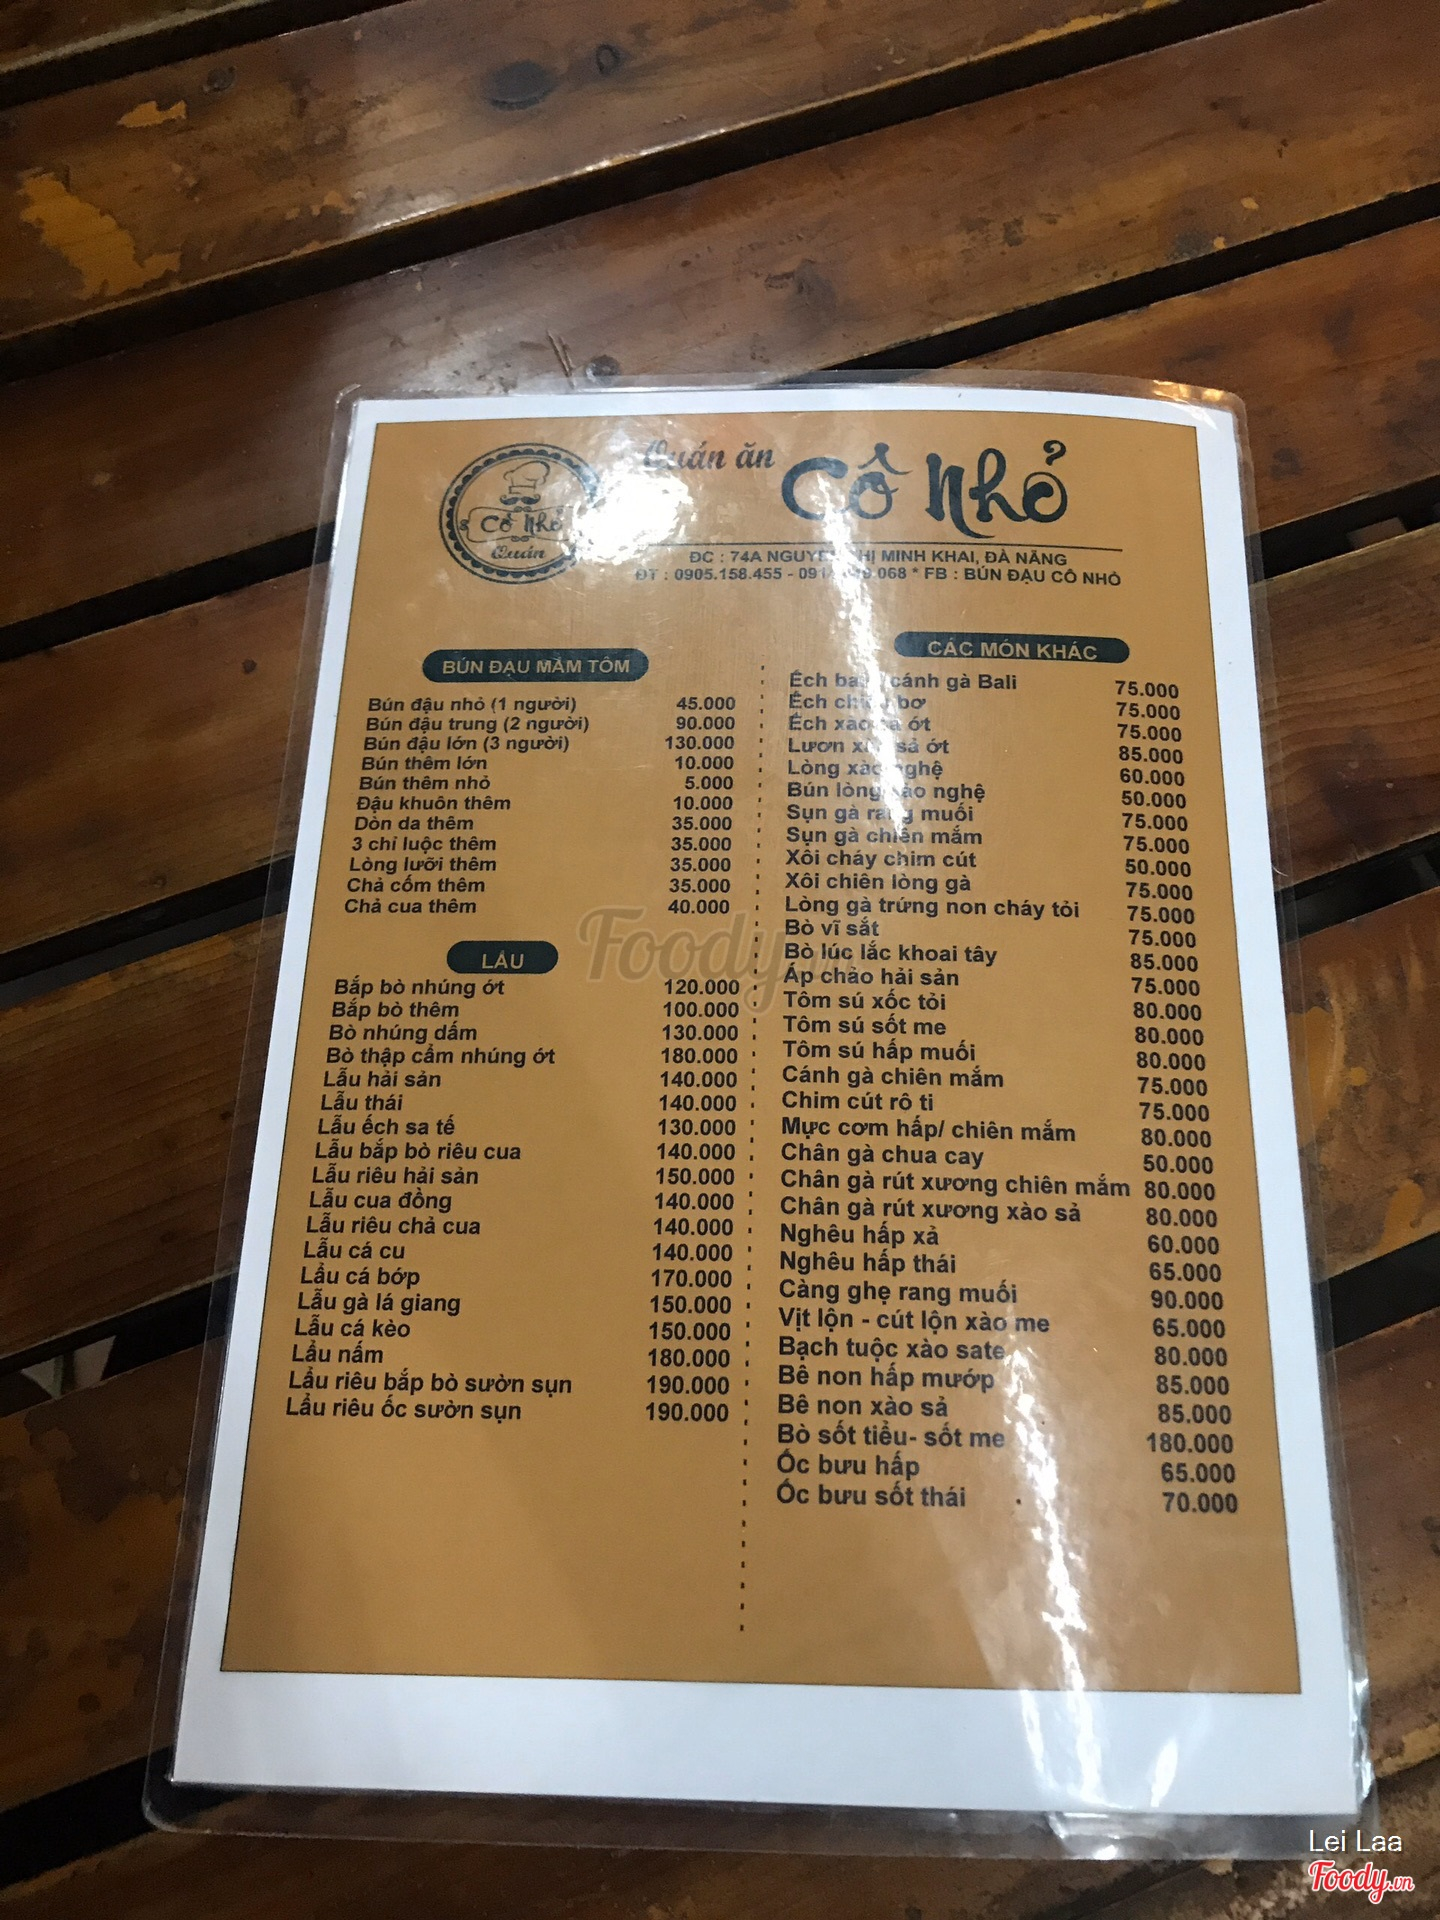 Quán ăn Cô Nhỏ
Cô Nhỏ
Quán
ĐC : 74A MINH KHAI, ĐÀ NẴNG
ĐT : 0905.158.455 - * FB : BÚN ĐẬU CÔ NHỎ
BÚN ĐẬU MẮM TÔM
Bún đậu nhỏ (1 người) 45.000
Bún đậu trung (2 người) 90.000
Bún đậu lớn (3 người) 130.000
Bún thêm lớn 10.000
Bún thêm nhỏ 5.000
Đậu khuôn thêm 10.000
Dòn da thêm 35.000
3 chỉ luộc thêm 35.000
Lòng lưỡi thêm 35.000
Chả cốm thêm 35.000
Chả cua thêm 40.000
LẨU
Bắp bò nhúng ớt 120.000
Bắp bò thêm 100.000
Bò nhúng dấm 130.000
Bò thập cẩm nhúng ớt 180.000
Lẩu hải sản 140.000
Lẩu thái 140.000
Lẩu ếch sa tế 130.000
Lẩu bắp bò riêu cua 140.000
Lẩu riêu hải sản 150.000
Lẩu cua đồng 140.000
Lẩu riêu chả cua 140.000
Lẩu cá cu 140.000
Lẩu cá bớp 170.000
Lẩu gà lá giang 150.000
Lẩu cá kèo 150.000
Lẩu nấm 180.000
Lẩu riêu bắp bò sườn sụn 190.000
Lẩu riêu ốc sườn sụn 190.000
CÁC MÓN KHÁC
Ếch cánh gà Bali 75.000
Ếch bơ 75.000
Ếch xào ớt 75.000
Lươn sả ớt 85.000
Lòng xào nghệ 60.000
Bún lòng xào nghệ 50.000
Sụn gà rang muối 75.000
Sụn gà chiên mắm 75.000
Xôi cháy chim cút 50.000
Xôi chiên lòng gà 75.000
Lòng gà trứng non cháy tỏi 75.000
Bò vĩ sắt 75.000
Bò lúc lắc khoai tây 85.000
Áp chảo hải sản 75.000
Tôm sú xốc tỏi 80.000
Tôm sú sốt me 80.000
Tôm sú hấp muối 80.000
Cánh gà chiên mắm 75.000
Chim cút rô ti 75.000
Mực cơm hấp/ chiên mắm 80.000
Chân gà chua cay 50.000
Chân gà rút xương chiên mắm 80.000
Chân gà rút xương xào sả 80.000
Nghêu hấp xả 60.000
Nghêu hấp thái 65.000
Càng ghẹ rang muối 90.000
Vịt lộn - cút lộn xào me 65.000
Bạch tuộc xào sate 80.000
Bê non hấp mướp 85.000
Bê non xào sả 85.000
Bò sốt tiểu- sốt me 180.000
Ốc bưu hấp 65.000
Ốc bưu sốt thái 70.000
Foody.vn
Lei Laa
Foody.vn